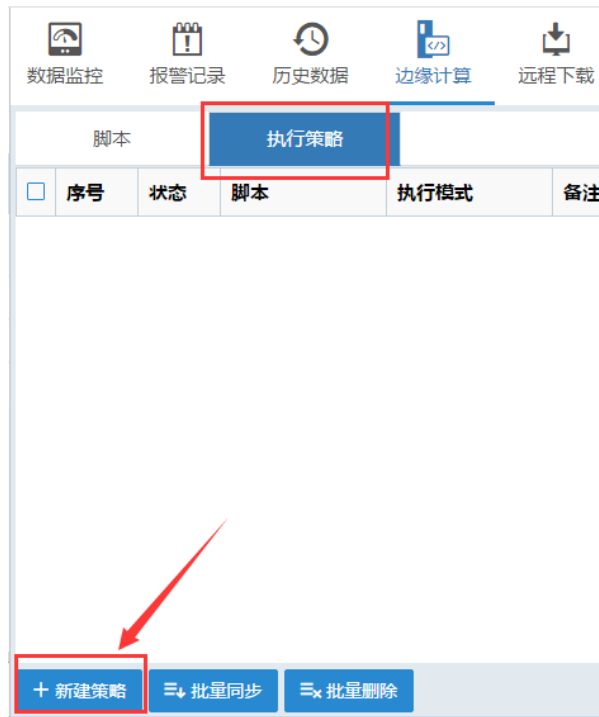 数据监控 报警记录 历史数据 边缘计算 远程下载
脚本 执行策略
序号 状态 脚本 执行模式 备注
新建策略 批量同步 批量删除